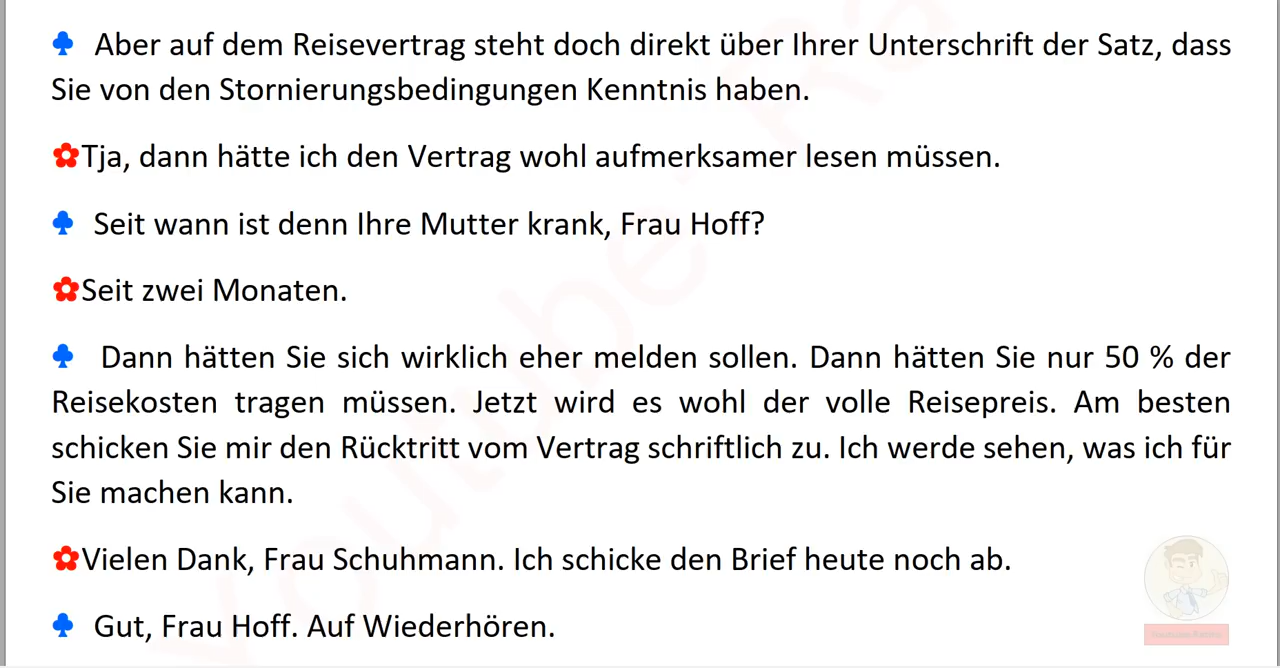 ♣ Aber auf dem Reisevertrag steht doch direkt über Ihrer Unterschrift der Satz, dass
Sie von den Stornierungsbedingungen Kenntnis haben.
✿Tja, dann hätte ich den Vertrag wohl aufmerksamer lesen müssen.
♣ Seit wann ist denn Ihre Mutter krank, Frau Hoff?
✿Seit zwei Monaten.
♣ Dann hätten Sie sich wirklich eher melden sollen. Dann hätten Sie nur 50 % der
Reisekosten tragen müssen. Jetzt wird es wohl der volle Reisepreis. Am besten
schicken Sie mir den Rücktritt vom Vertrag schriftlich zu. Ich werde sehen, was ich für
Sie machen kann.
✿Vielen Dank, Frau Schuhmann. Ich schicke den Brief heute noch ab.
♣ Gut, Frau Hoff. Auf Wiederhören.
Youtube